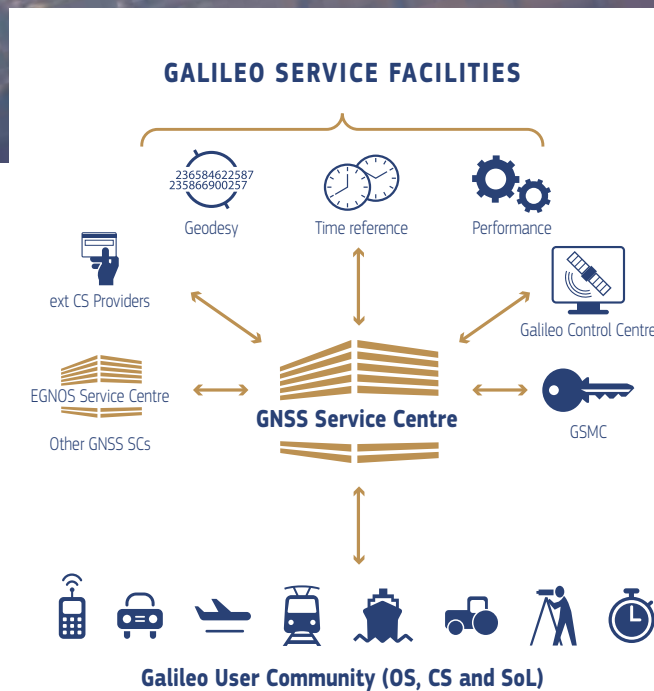 GALILEO SERVICE FACILITIES
236584622587
235866900257
Geodesy
Time reference
Performance
ext CS Providers
Galileo Control Centre
EGNOS Service Centre
GNSS Service Centre
Other GNSS SCs
GSMC
Galileo User Community (OS, CS and SoL)